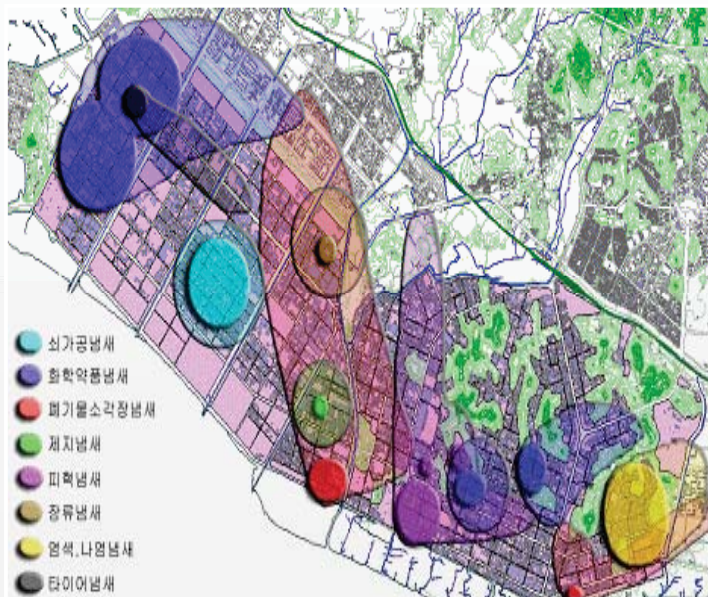 쇠가공냄새
화학약품냄새
폐기물소각장냄새
제지냄새
피혁냄새
장류냄새
염색,나염냄새
타이어냄새